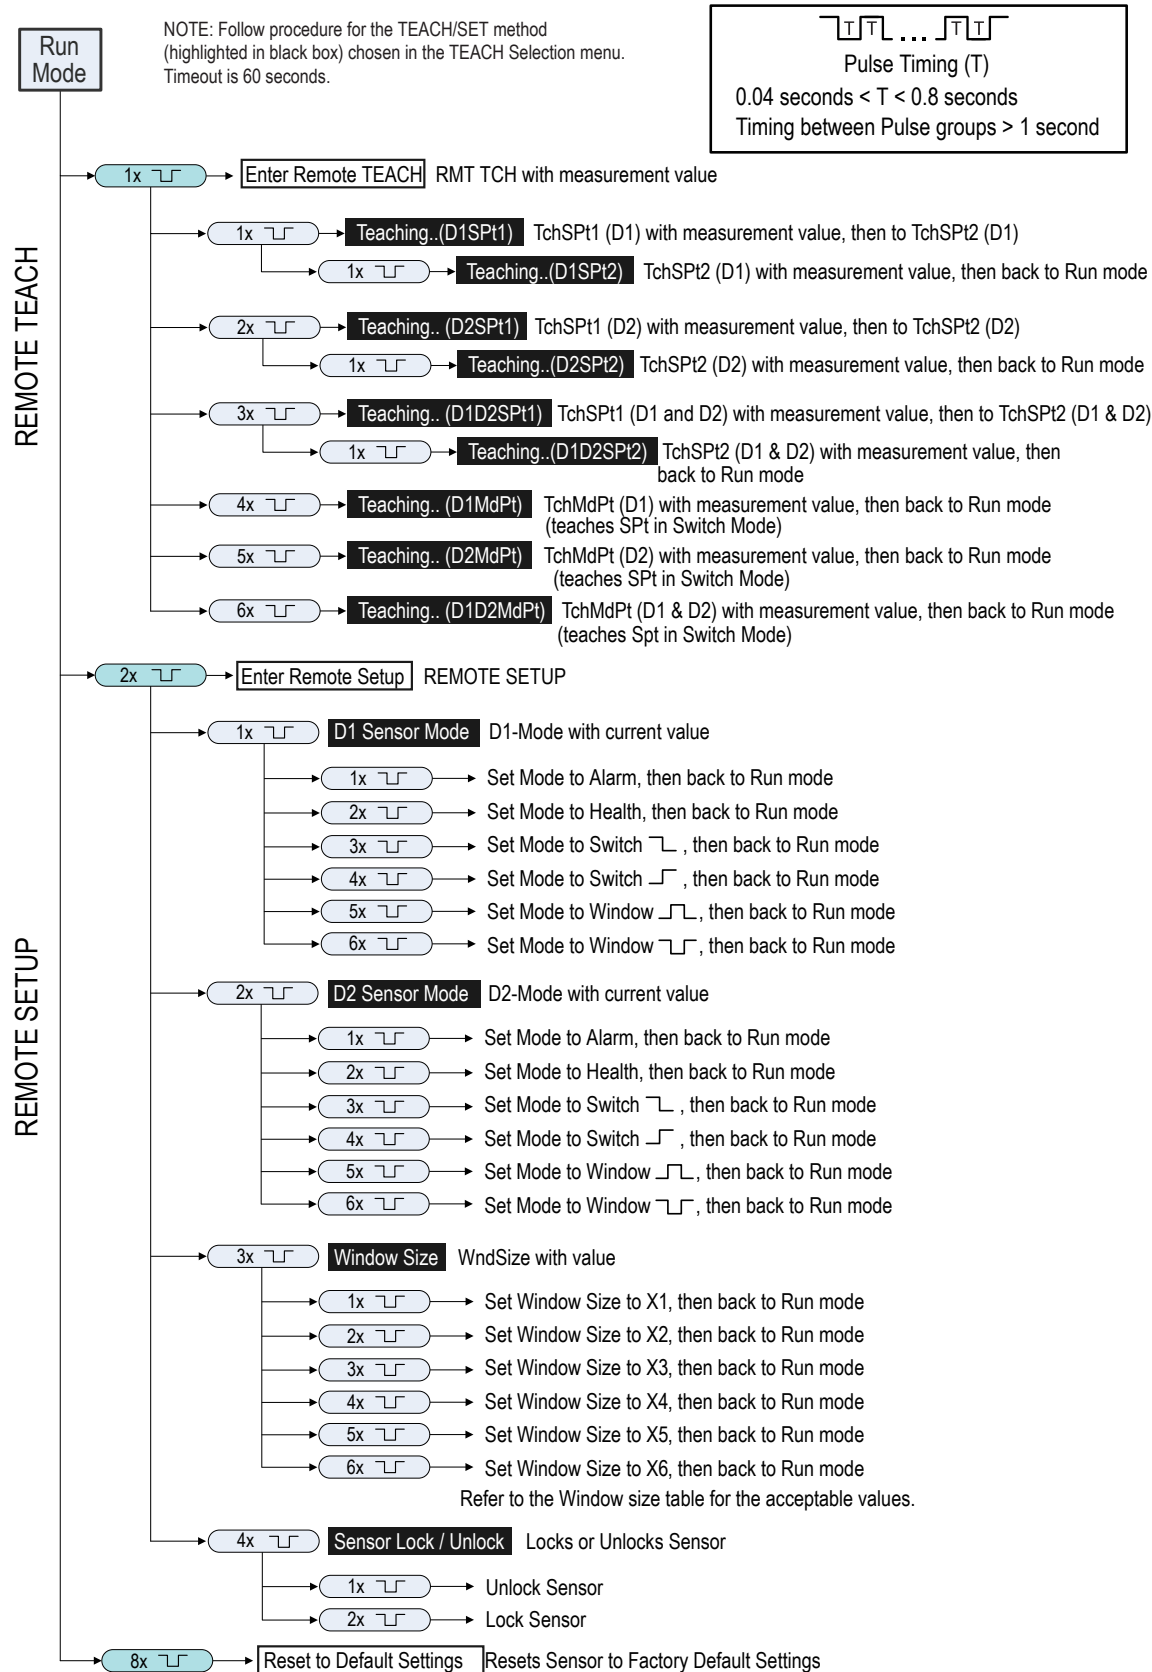 Run
Mode
NOTE: Follow procedure for the TEACH/SET method
(highlighted in black box) chosen in the TEACH Selection menu.
Timeout is 60 seconds.
T T ... T T
Pulse Timing (T)
0.04 seconds < T < 0.8 seconds
Timing between Pulse groups > 1 second
REMOTE TEACH
1x Enter Remote TEACH RMT TCH with measurement value
1x Teaching..(D1SPt1) TchSPt1 (D1) with measurement value, then to TchSPt2 (D1)
1x Teaching..(D1SPt2) TchSPt2 (D1) with measurement value, then back to Run mode
2x Teaching.. (D2SPt1) TchSPt1 (D2) with measurement value, then to TchSPt2 (D2)
1x Teaching..(D2SPt2) TchSPt2 (D2) with measurement value, then back to Run mode
3x Teaching.. (D1D2SPt1) TchSPt1 (D1 and D2) with measurement value, then to TchSPt2 (D1 & D2)
1x Teaching..(D1D2SPt2) TchSPt2 (D1 & D2) with measurement value, then
back to Run mode
4x Teaching.. (D1MdPt) TchMdPt (D1) with measurement value, then back to Run mode
(teaches SPt in Switch Mode)
5x Teaching.. (D2MdPt) TchMdPt (D2) with measurement value, then back to Run mode
(teaches SPt in Switch Mode)
6x Teaching.. (D1D2MdPt) TchMdPt (D1 & D2) with measurement value, then back to Run mode
(teaches Spt in Switch Mode)
REMOTE SETUP
2x Enter Remote Setup REMOTE SETUP
1x D1 Sensor Mode D1-Mode with current value
1x Set Mode to Alarm, then back to Run mode
2x Set Mode to Health, then back to Run mode
3x Set Mode to Switch , then back to Run mode
4x Set Mode to Switch , then back to Run mode
5x Set Mode to Window , then back to Run mode
6x Set Mode to Window , then back to Run mode
2x D2 Sensor Mode D2-Mode with current value
1x Set Mode to Alarm, then back to Run mode
2x Set Mode to Health, then back to Run mode
3x Set Mode to Switch , then back to Run mode
4x Set Mode to Switch , then back to Run mode
5x Set Mode to Window , then back to Run mode
6x Set Mode to Window , then back to Run mode
3x Window Size WndSize with value
1x Set Window Size to X1, then back to Run mode
2x Set Window Size to X2, then back to Run mode
3x Set Window Size to X3, then back to Run mode
4x Set Window Size to X4, then back to Run mode
5x Set Window Size to X5, then back to Run mode
6x Set Window Size to X6, then back to Run mode
Refer to the Window size table for the acceptable values.
4x Sensor Lock / Unlock Locks or Unlocks Sensor
1x Unlock Sensor
2x Lock Sensor
8x Reset to Default Settings Resets Sensor to Factory Default Settings